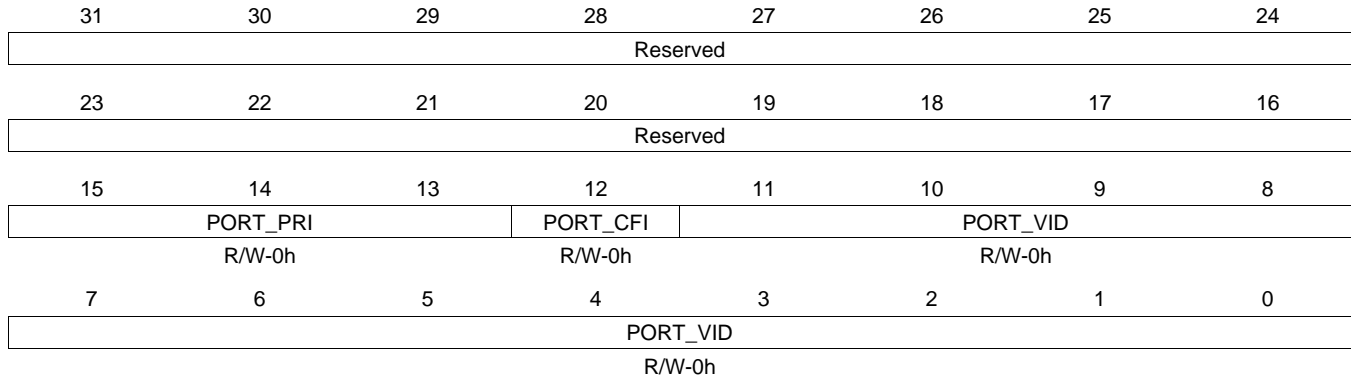 31 30 29 28 27 26 25 24
Reserved
23 22 21 20 19 18 17 16
Reserved
15 14 13 12 11 10 9 8
PORT_PRI PORT_CFI PORT_VID
R/W-0h R/W-0h R/W-0h
7 6 5 4 3 2 1 0
PORT_VID
R/W-0h